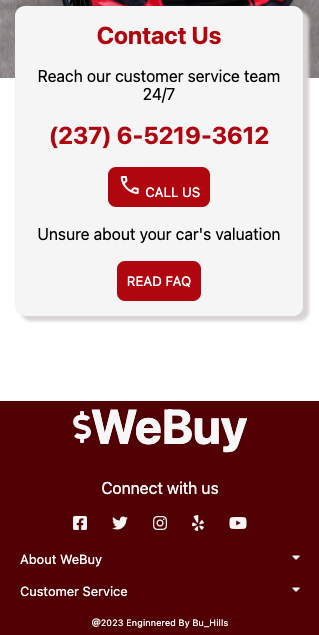 Contact Us
Reach our customer service team
24/7
(237) 6-5219-3612
CALL US
Unsure about your car's valuation
READ FAQ
$WeBuy
Connect with us
About WeBuy
Customer Service
@2023 Enginnered By Bu_Hills